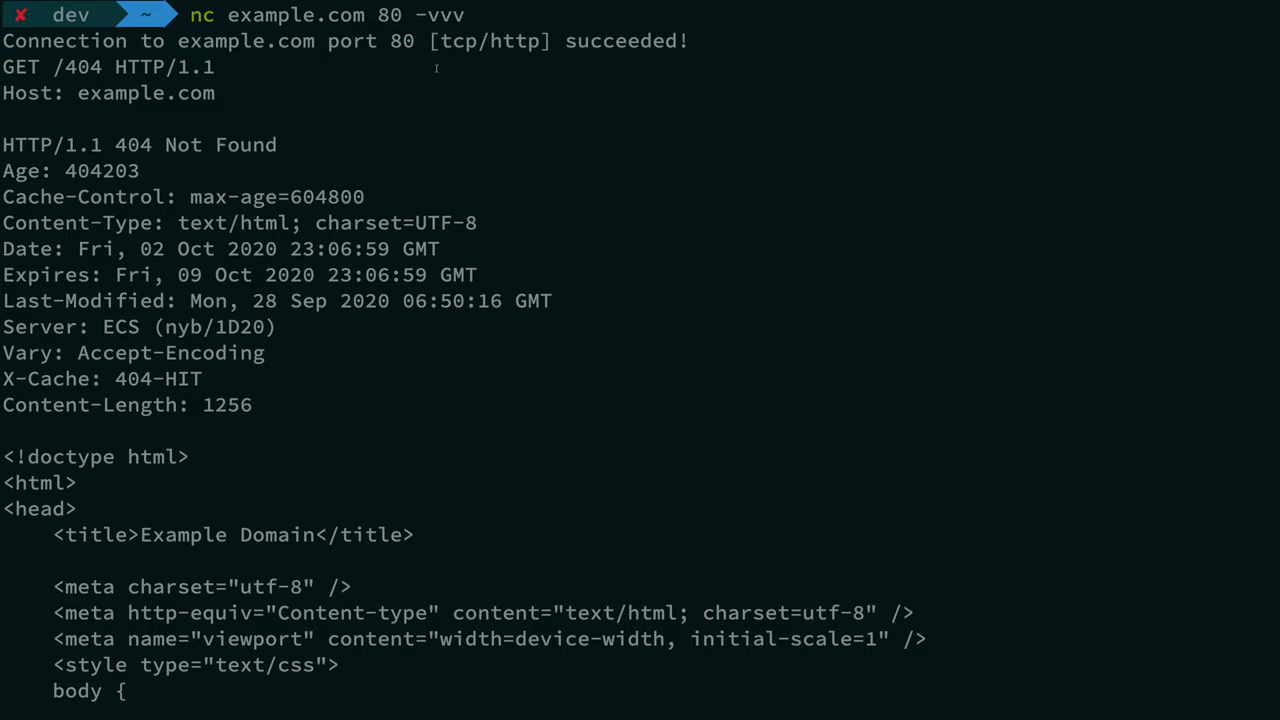 ✘ dev ~ nc example.com 80 -vvv
Connection to example.com port 80 [tcp/http] succeeded!
GET /404 HTTP/1.1
Host: example.com

HTTP/1.1 404 Not Found
Age: 404203
Cache-Control: max-age=604800
Content-Type: text/html; charset=UTF-8
Date: Fri, 02 Oct 2020 23:06:59 GMT
Expires: Fri, 09 Oct 2020 23:06:59 GMT
Last-Modified: Mon, 28 Sep 2020 06:50:16 GMT
Server: ECS (nyb/1D20)
Vary: Accept-Encoding
X-Cache: 404-HIT
Content-Length: 1256

<!doctype html>
<html>
<head>
    <title>Example Domain</title>

    <meta charset="utf-8" />
    <meta http-equiv="Content-type" content="text/html; charset=utf-8" />
    <meta name="viewport" content="width=device-width, initial-scale=1" />
    <style type="text/css">
    body {